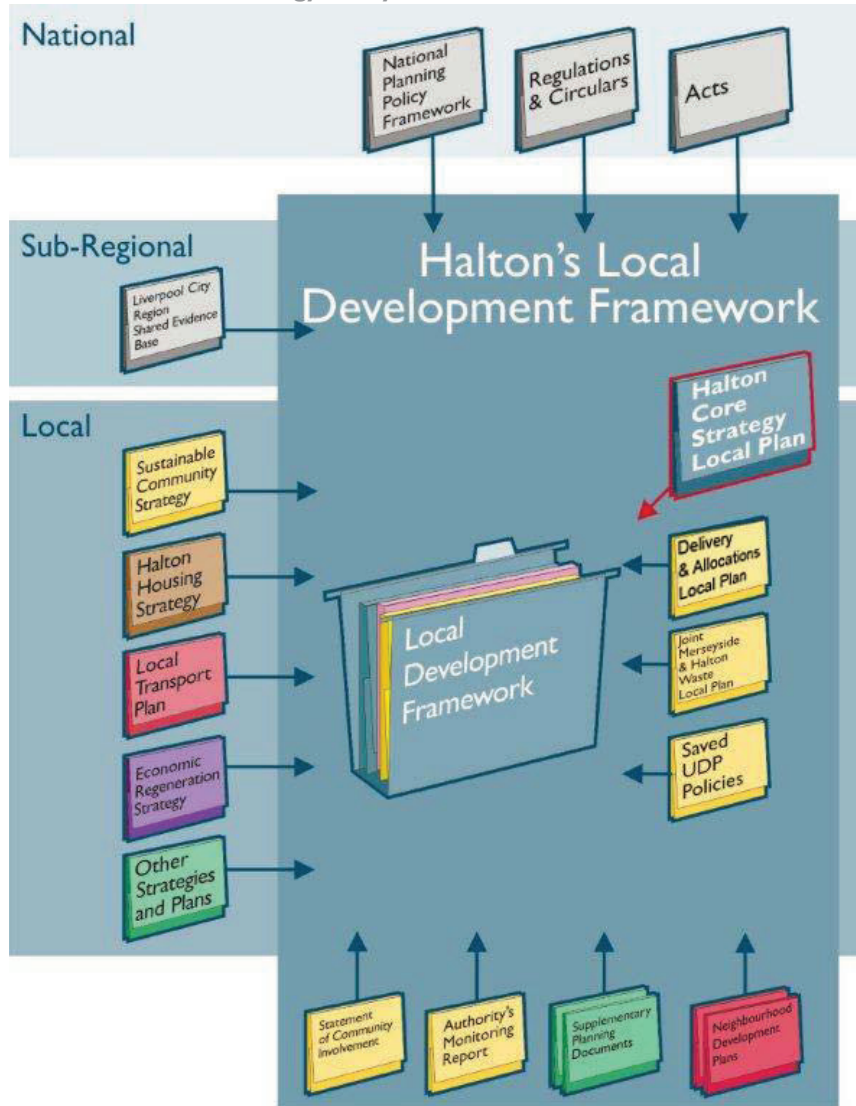 National
National
Planning
Policy
Framework
Regulations
& Circulars
Acts
Sub-Regional
Liverpool City
Region
Shared Evidence
Base
Halton's Local
Development Framework
Halton
Core
Strategy
Local Plan
Local
Sustainable
Community
Strategy
Halton
Housing
Strategy
Local
Transport
Plan
Economic
Regeneration
Strategy
Other
Strategies
and Plans
Local
Development
Framework
Delivery
& Allocations
Local Plan
Joint
Merseyside
& Halton
Waste
Local Plan
Saved
UDP
Policies
Statement
of Community
Involvement
Authority's
Monitoring
Report
Supplementary
Planning
Documents
Neighbourhood
Development
Plans